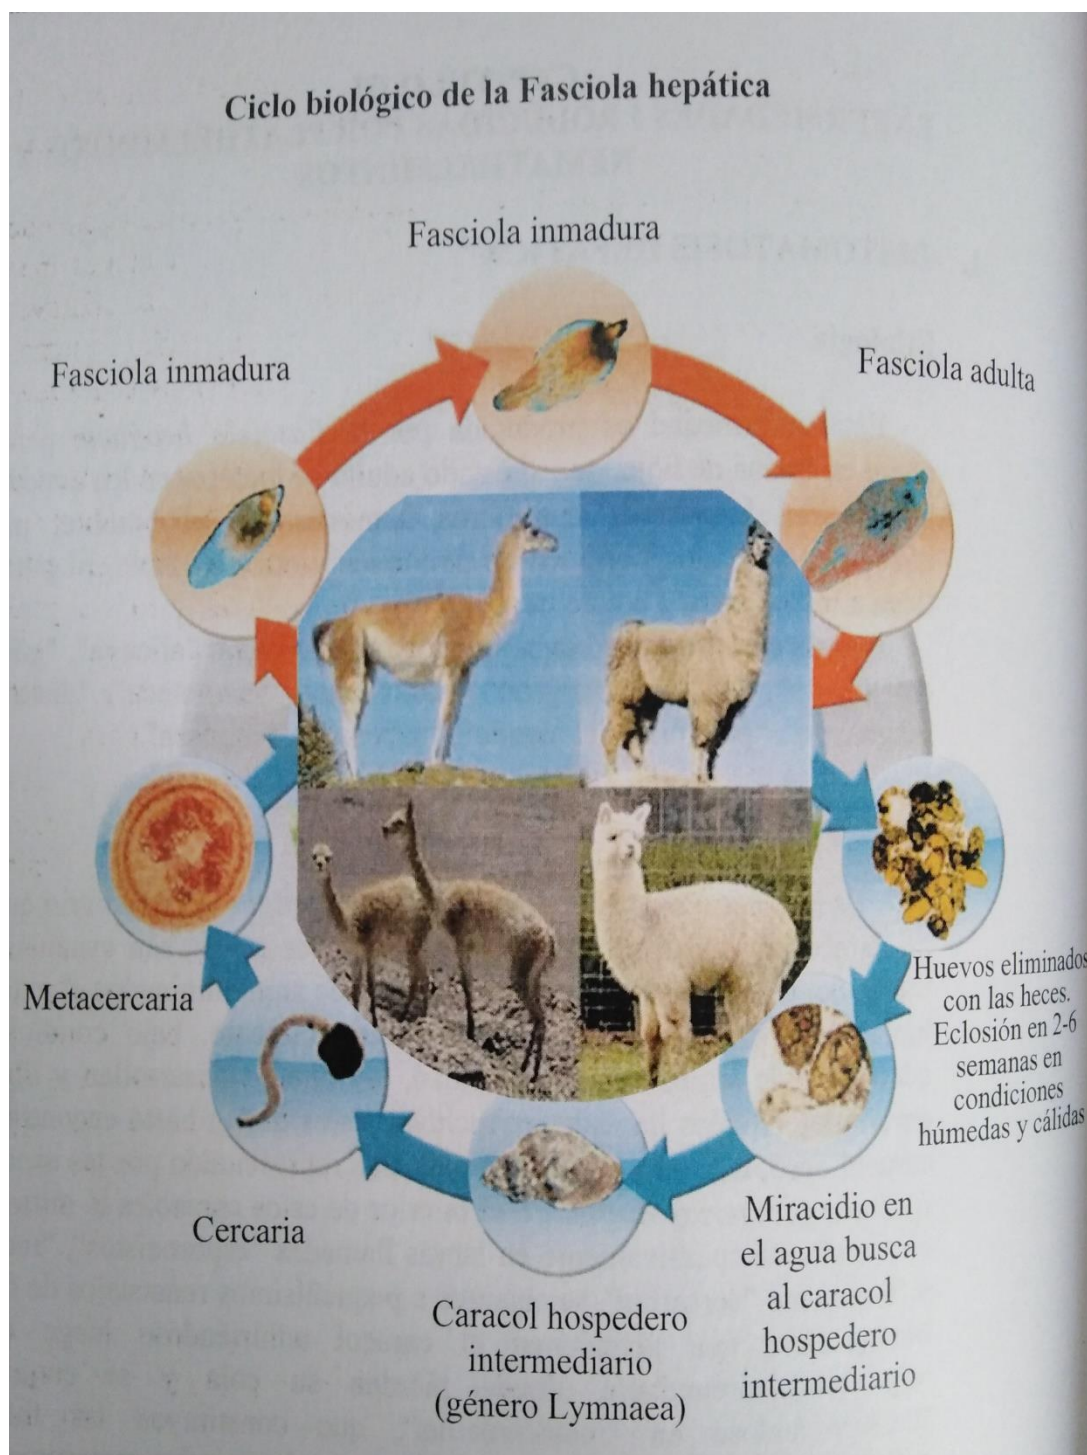 Ciclo biológico de la Fasciola hepática
Fasciola inmadura
Fasciola inmadura
Fasciola adulta
Huevos eliminados
con las heces.
Eclosión en 2-6
semanas en
condiciones
húmedas y cálidas
Metacercaria
Cercaria
Caracol hospedero
intermediario
(género Lymnaea)
Miracidio en
el agua busca
al caracol
hospedero
intermediario